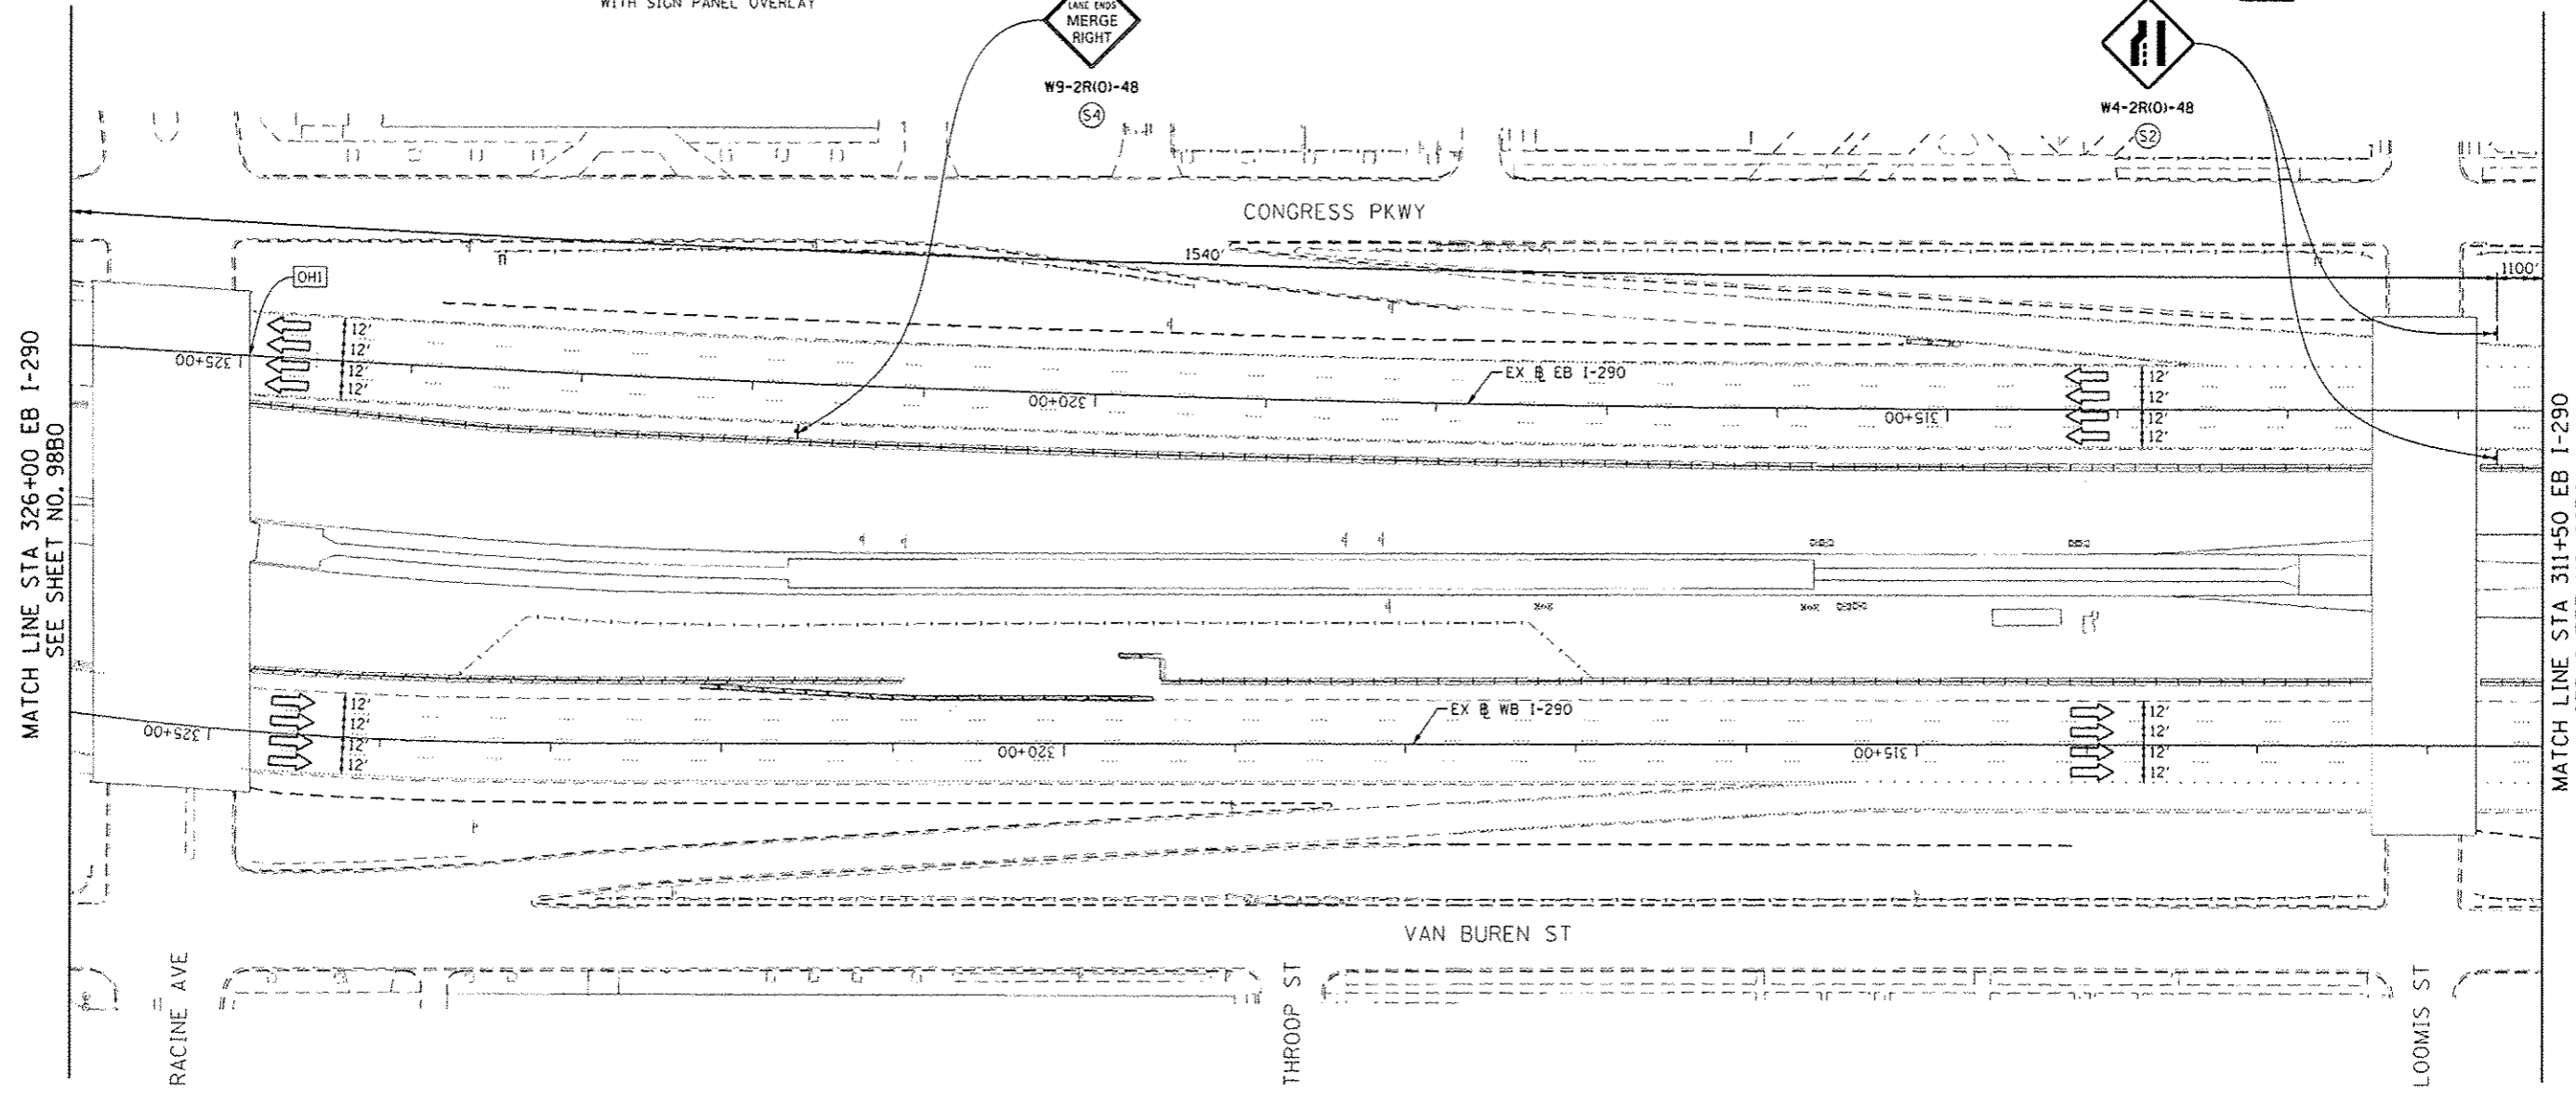 WITH SIGN PANEL OVERLAY
LANE ENDS
MERGE
RIGHT
W9-2R(O)-48
S4
W4-2R(O)-48
S2
CONGRESS PKWY
1540'
1100'
OH1
12'
12'
12'
12'
325+00
320+00
EX B EB I-290
315+00
12'
12'
12'
12'
MATCH LINE STA 326+00 EB I-290
SEE SHEET NO. 98B0
MATCH LINE STA 311+50 EB I-290
12'
12'
12'
12'
325+00
320+00
EX B WB I-290
315+00
12'
12'
12'
12'
VAN BUREN ST
RACINE AVE
THROOP ST
LOOMIS ST